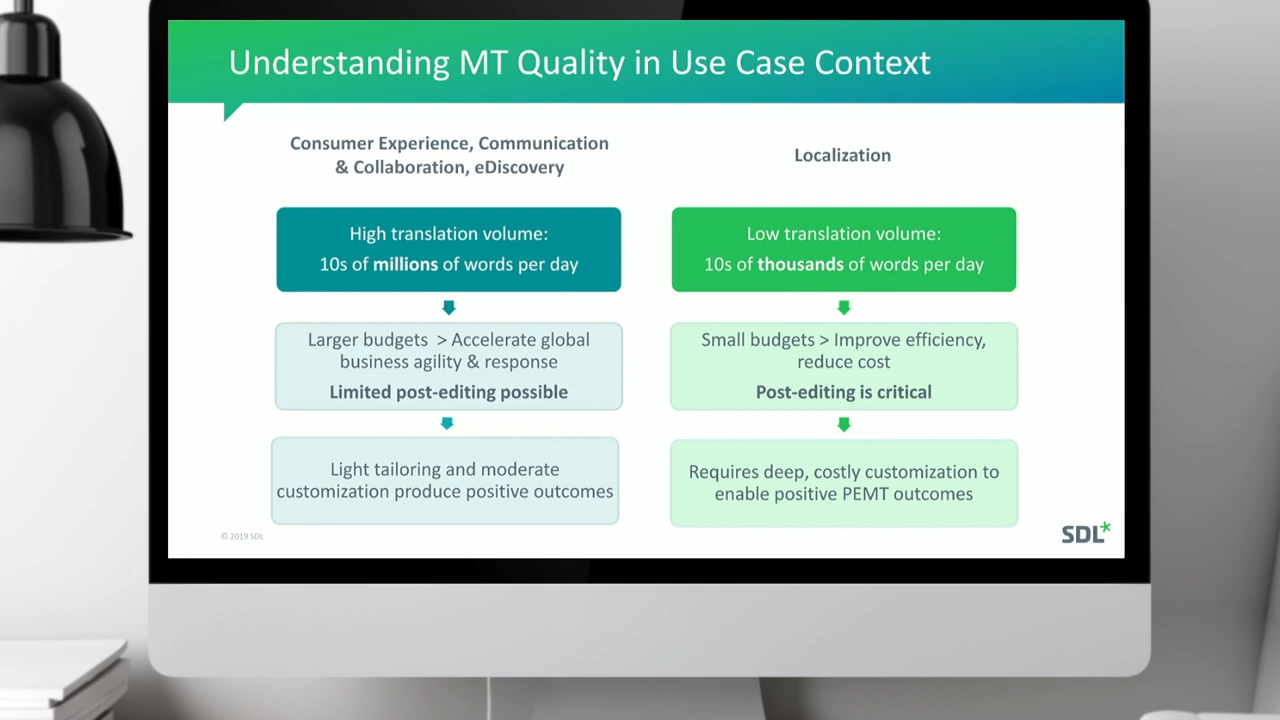 Understanding MT Quality in Use Case Context
Consumer Experience, Communication
& Collaboration, eDiscovery
High translation volume:
10s of millions of words per day
Larger budgets > Accelerate global
business agility & response
Limited post-editing possible
Light tailoring and moderate
customization produce positive outcomes
Localization
Low translation volume:
10s of thousands of words per day
Small budgets > Improve efficiency,
reduce cost
Post-editing is critical
Requires deep, costly customization to
enable positive PEMT outcomes
© 2019 SDL
SDL*